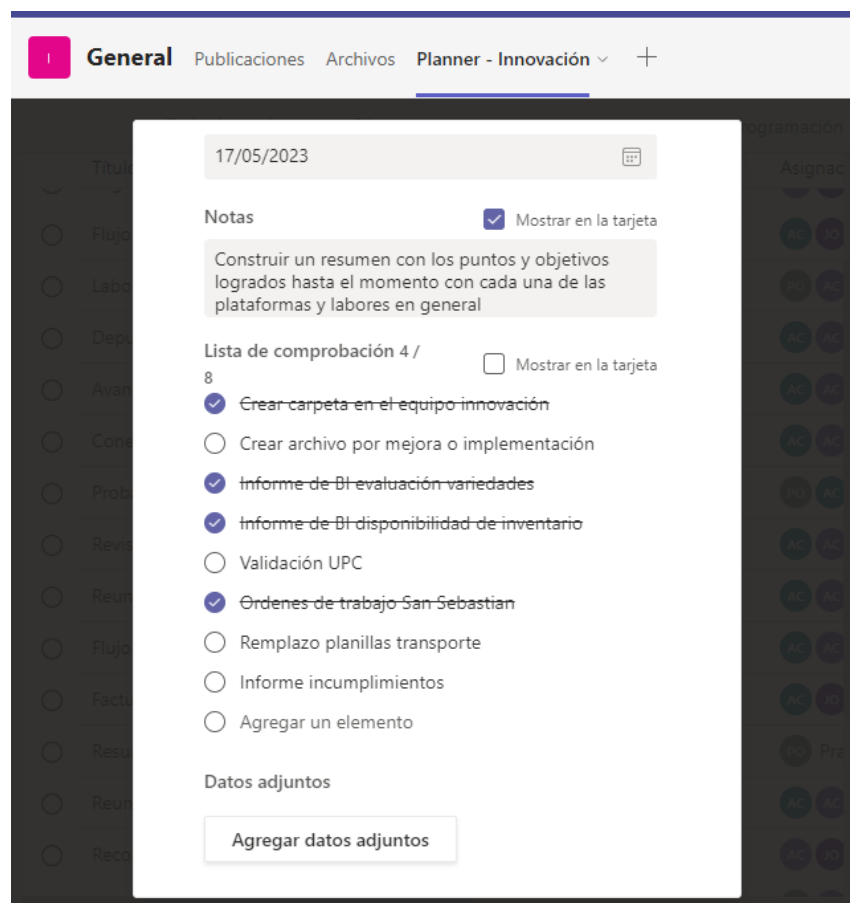 I
General Publicaciones Archivos Planner - Innovación
17/05/2023
Notas
Mostrar en la tarjeta
Construir un resumen con los puntos y objetivos
logrados hasta el momento con cada una de las
plataformas y labores en general
Lista de comprobación 4 /
8
Mostrar en la tarjeta
Crear carpeta en el equipo innovación
Crear archivo por mejora o implementación
Informe de BI evaluación variedades
Informe de BI disponibilidad de inventario
Validación UPC
Ordenes de trabajo San Sebastian
Remplazo planillas transporte
Informe incumplimientos
Agregar un elemento
Datos adjuntos
Agregar datos adjuntos